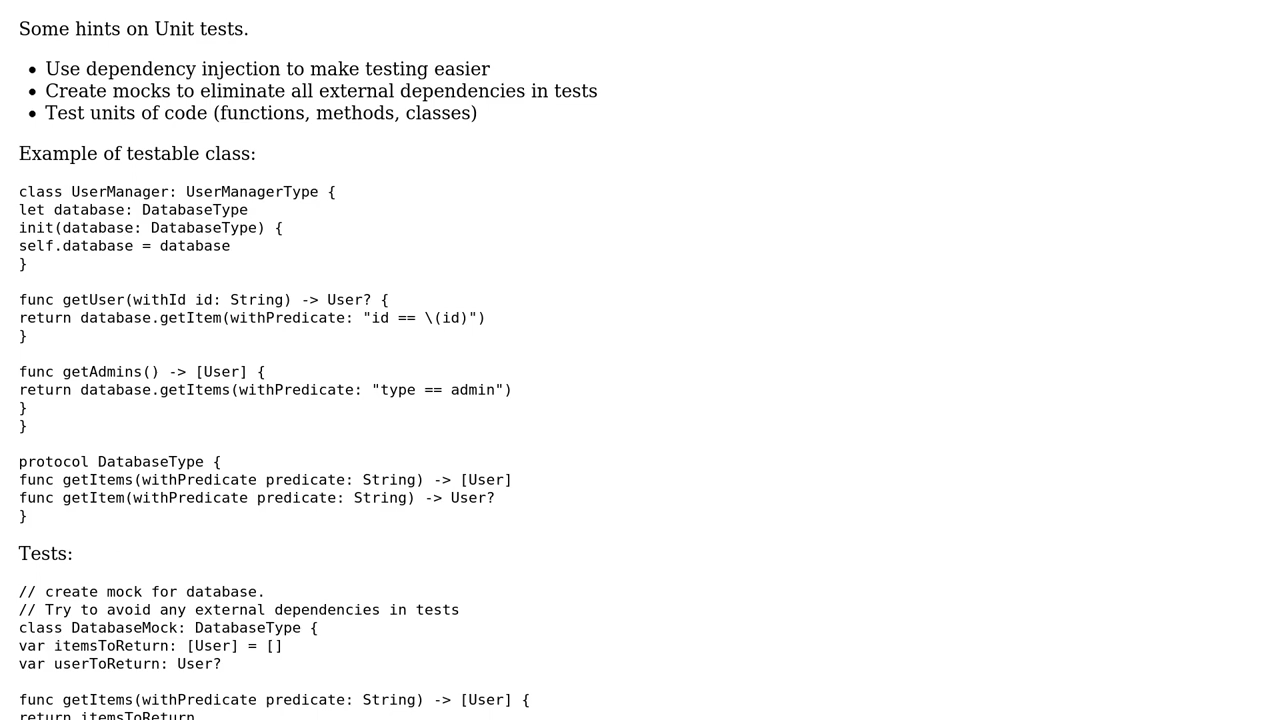 Some hints on Unit tests.
• Use dependency injection to make testing easier
• Create mocks to eliminate all external dependencies in tests
• Test units of code (functions, methods, classes)
Example of testable class:
class UserManager: UserManagerType {
let database: DatabaseType
init(database: DatabaseType) {
self.database = database
}
func getUser(withId id: String) -> User? {
return database.getItem(withPredicate: "id == \(id)")
}
func getAdmins() -> [User] {
return database.getItems(withPredicate: "type == admin")
}
}
protocol DatabaseType {
func getItems(withPredicate predicate: String) -> [User]
func getItem(withPredicate predicate: String) -> User?
}
Tests:
// create mock for database.
// Try to avoid any external dependencies in tests
class DatabaseMock: DatabaseType {
var itemsToReturn: [User] = []
var userToReturn: User?
func getItems(withPredicate predicate: String) -> [User] {
return itemsToReturn